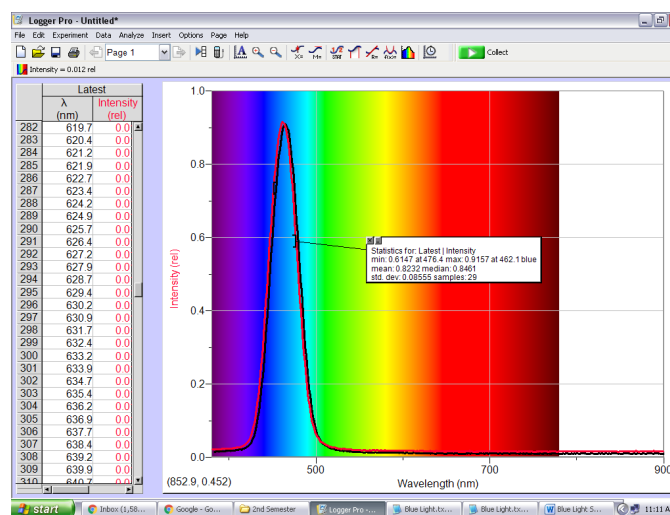 Logger Pro - Untitled*
File Edit Experiment Data Analyze Insert Options Page Help
Page 1
Collect
Intensity = 0.012 rel
Latest
λ Intensity
(nm) (rel)
282 619.7 0.0
283 620.4 0.0
284 621.2 0.0
285 621.9 0.0
286 622.7 0.0
287 623.4 0.0
288 624.2 0.0
289 624.9 0.0
290 625.7 0.0
291 626.4 0.0
292 627.2 0.0
293 627.9 0.0
294 628.7 0.0
295 629.4 0.0
296 630.2 0.0
297 630.9 0.0
298 631.7 0.0
299 632.4 0.0
300 633.2 0.0
301 633.9 0.0
302 634.7 0.0
303 635.4 0.0
304 636.2 0.0
305 636.9 0.0
306 637.7 0.0
307 638.4 0.0
308 639.2 0.0
309 639.9 0.0
310 640.7 0.0
1.0
0.8
0.6
0.4
0.2
0.0
Intensity (rel)
Statistics for: Latest | Intensity
min: 0.6147 at 476.4 max: 0.9157 at 462.1 blue
mean: 0.8232 median: 0.8461
std. dev: 0.08555 samples: 29
500 700 900
(852.9, 0.452) Wavelength (nm)
start Inbox (1,58... Google - Go... 2nd Semester Logger Pro -... Blue Light.tx... Blue Light.tx... Blue Light S... 11:11 A